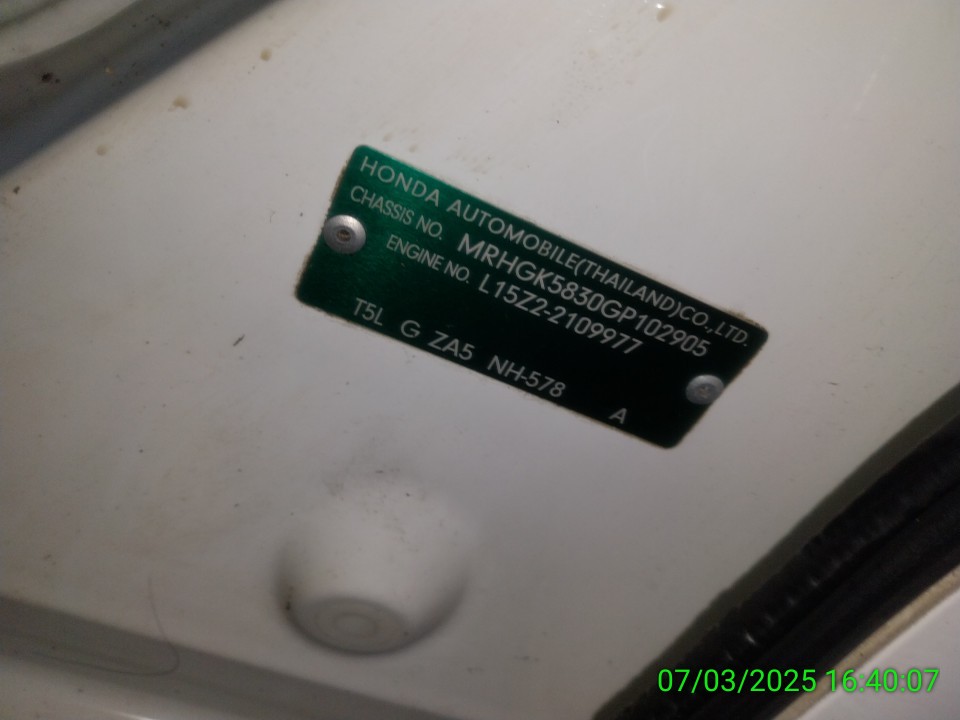 HONDA AUTOMOBILE(THAILAND)CO.,LTD.
CHASSIS NO. MRHGK5830GP102905
ENGINE NO. L15Z2-2109977
T5L G ZA5 NH-578 A
07/03/2025 16:40:07